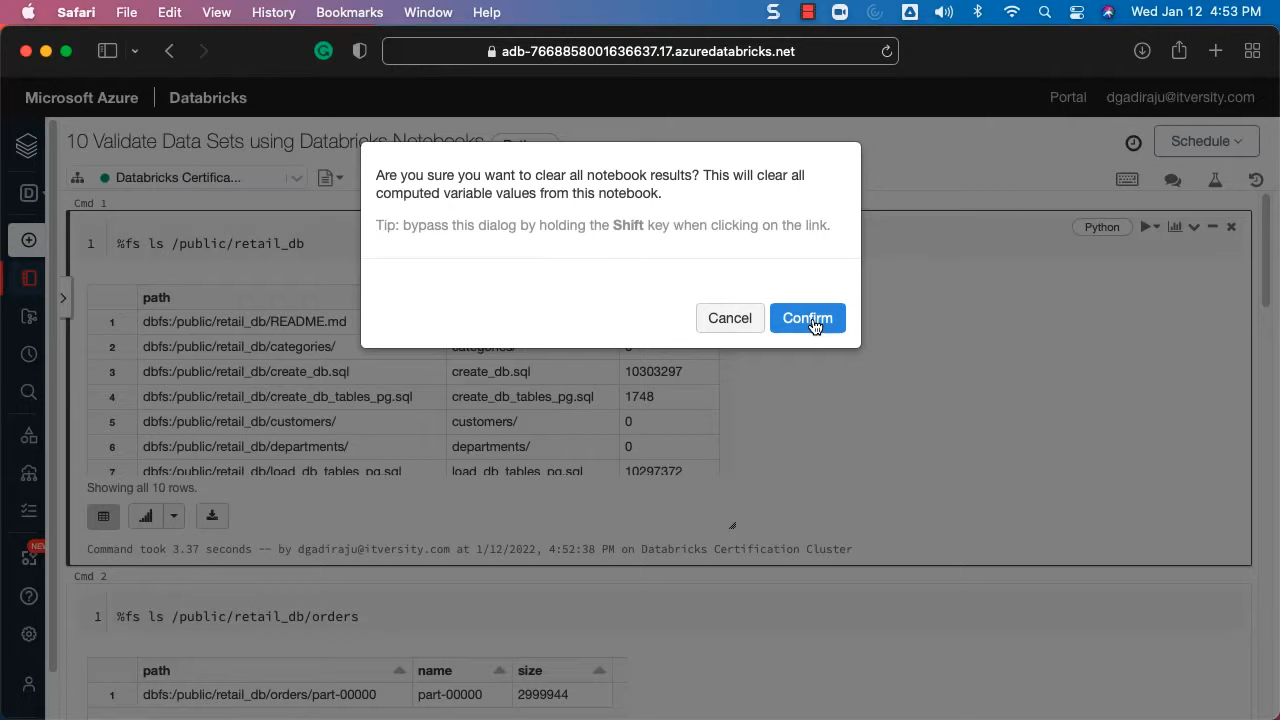 Safari File Edit View History Bookmarks Window Help Wed Jan 12 4:53 PM
adb-7668858001636637.17.azuredatabricks.net
Microsoft Azure Databricks Portal dgadiraju@itversity.com
10 Validate Data Sets using Databricks Notebooks
Schedule
Databricks Certifica...
Are you sure you want to clear all notebook results? This will clear all
computed variable values from this notebook.
Tip: bypass this dialog by holding the Shift key when clicking on the link.
Cancel Confirm
Cmd 1
Python
1 %fs ls /public/retail_db
path
1 dbfs:/public/retail_db/README.md
2 dbfs:/public/retail_db/categories/ categories/ 0
3 dbfs:/public/retail_db/create_db.sql create_db.sql 10303297
4 dbfs:/public/retail_db/create_db_tables_pg.sql create_db_tables_pg.sql 1748
5 dbfs:/public/retail_db/customers/ customers/ 0
6 dbfs:/public/retail_db/departments/ departments/ 0
7 dbfs:/public/retail_db/load_db_tables_pg.sql load_db_tables_pg.sql 10297372
Showing all 10 rows.
Command took 3.37 seconds -- by dgadiraju@itversity.com at 1/12/2022, 4:52:38 PM on Databricks Certification Cluster
NEW
Cmd 2
1 %fs ls /public/retail_db/orders
path name size
1 dbfs:/public/retail_db/orders/part-00000 part-00000 2999944